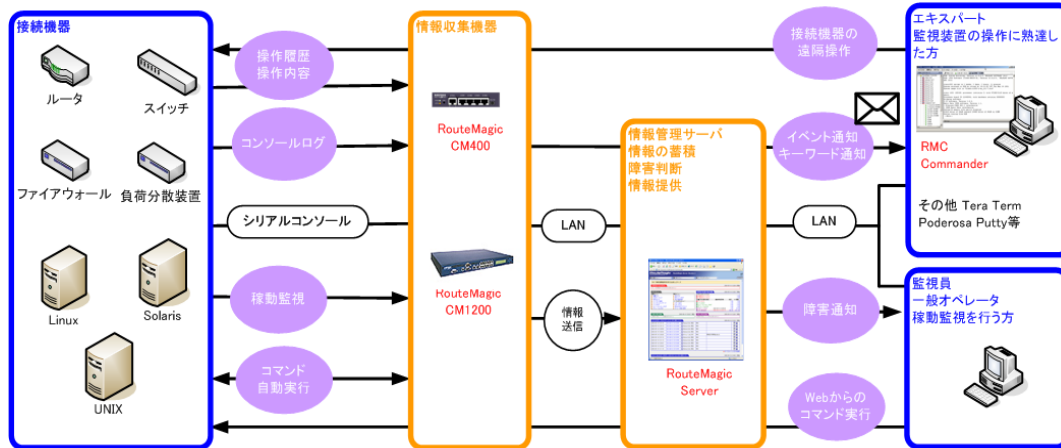 接続機器
ルータ
スイッチ
ファイアウォール
負荷分散装置
Linux
Solaris
UNIX
操作履歴
操作内容
コンソールログ
シリアルコンソール
稼動監視
コマンド
自動実行
情報収集機器
RouteMagic
CM400
RouteMagic
CM1200
LAN
情報
送信
情報管理サーバ
情報の蓄積
障害判断
情報提供
RouteMagic
Server
接続機器の
遠隔操作
イベント通知
キーワード通知
LAN
障害通知
Webからの
コマンド実行
エキスパート
監視装置の操作に熟達し
た方
RMC
Commander
その他 Tera Term
Poderosa Putty等
監視員
一般オペレータ
稼動監視を行う方